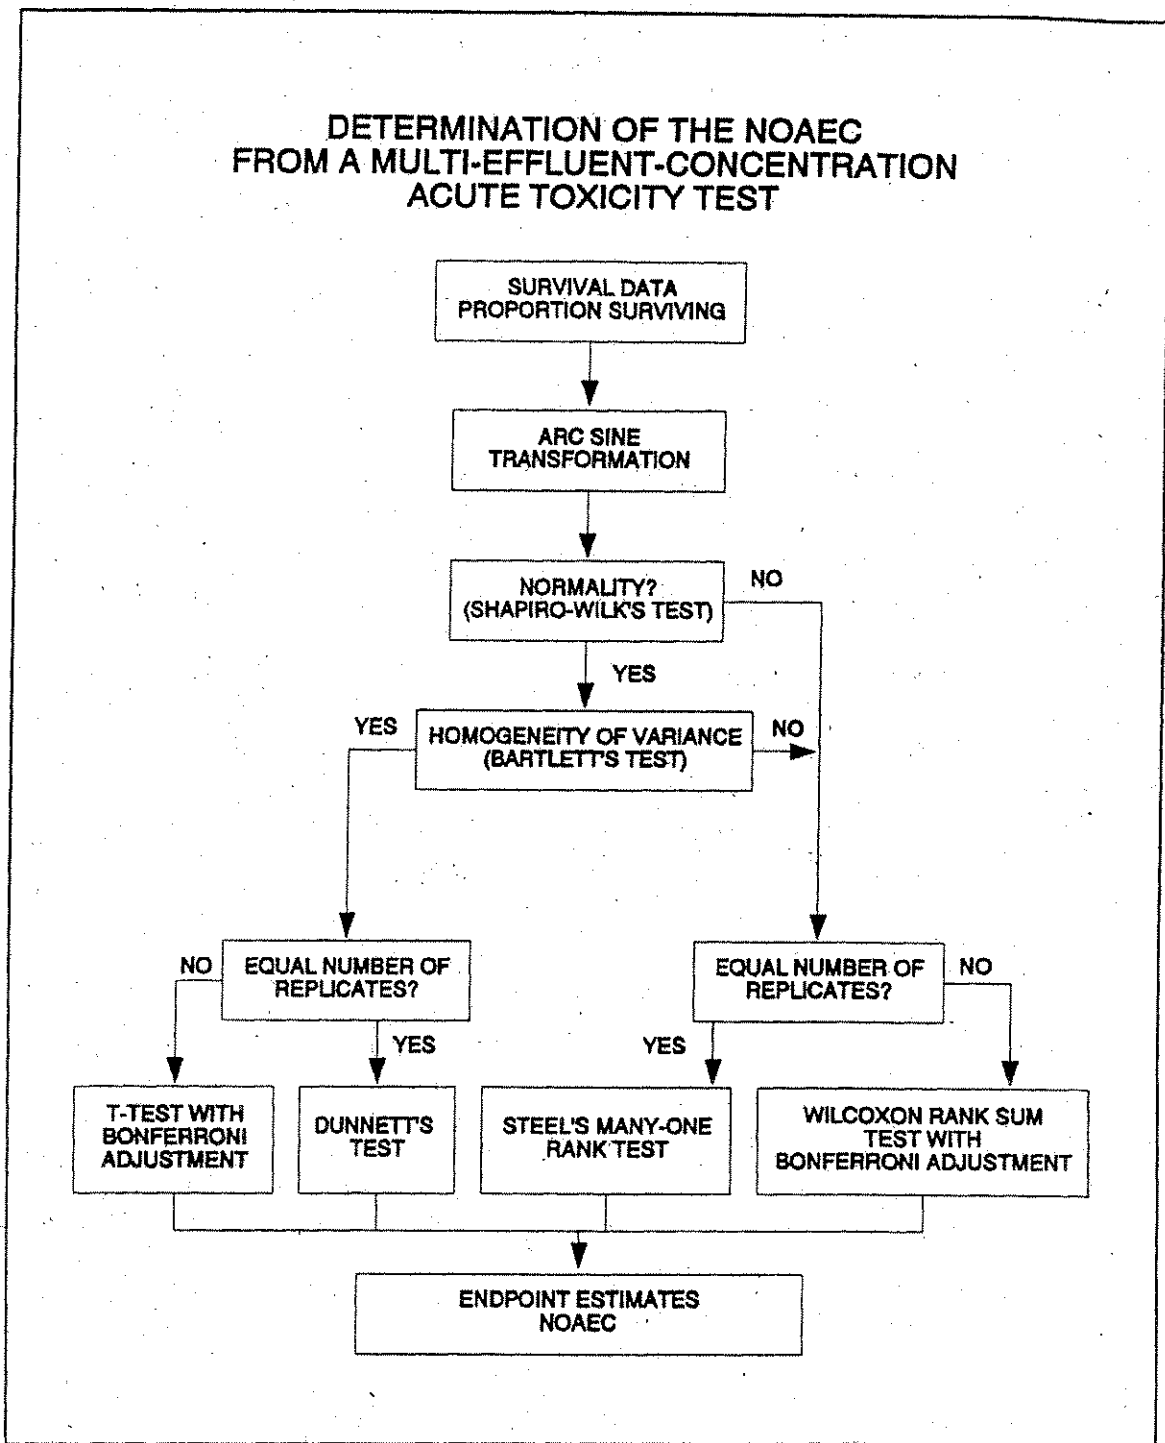 DETERMINATION OF THE NOAEC
FROM A MULTI-EFFLUENT-CONCENTRATION
ACUTE TOXICITY TEST
SURVIVAL DATA
PROPORTION SURVIVING
ARC SINE
TRANSFORMATION
NORMALITY?
(SHAPIRO-WILK'S TEST)
NO
YES
YES
HOMOGENEITY OF VARIANCE
(BARTLETT'S TEST)
NO
NO
EQUAL NUMBER OF
REPLICATES?
YES
EQUAL NUMBER OF
REPLICATES?
NO
YES
T-TEST WITH
BONFERRONI
ADJUSTMENT
DUNNETT'S
TEST
STEEL'S MANY-ONE
RANK TEST
WILCOXON RANK SUM
TEST WITH
BONFERRONI ADJUSTMENT
ENDPOINT ESTIMATES
NOAEC